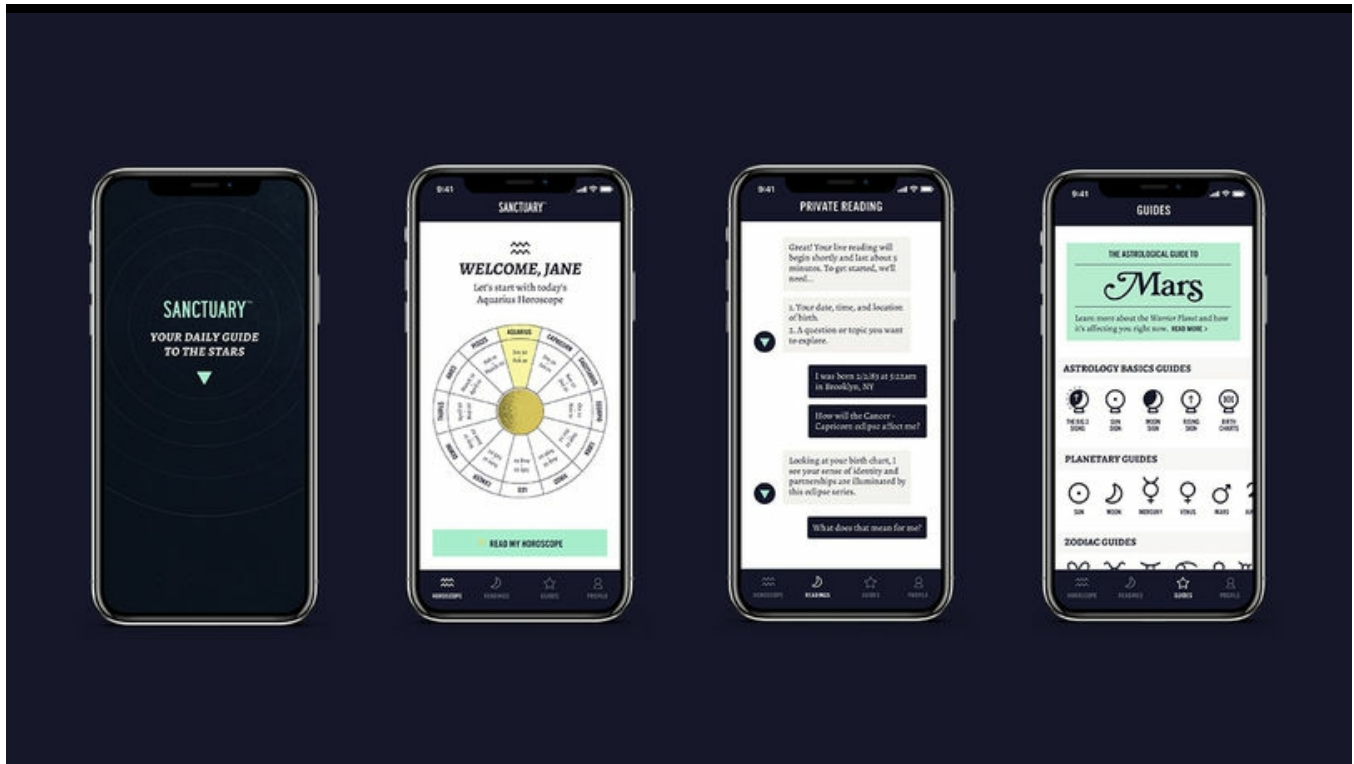 SANCTUARY™
YOUR DAILY GUIDE
TO THE STARS
9:41
SANCTUARY™
WELCOME, JANE
Let's start with today's
Aquarius Horoscope
AQUARIUS
CAPRICORN
SAGITTARIUS
SCORPIO
LIBRA
VIRGO
LEO
CANCER
GEMINI
TAURUS
ARIES
PISCES
READ MY HOROSCOPE
HOROSCOPE
READINGS
GUIDES
PROFILE
9:41
PRIVATE READING
Great! Your live reading will
begin shortly and last about 5
minutes. To get started, we'll
need...
1. Your date, time, and location
of birth.
2. A question or topic you want
to explore.
I was born 2/2/83 at 5:22am
in Brooklyn, NY
How will the Cancer -
Capricorn eclipse affect me?
Looking at your birth chart, I
see your sense of identity and
partnerships are illuminated by
this eclipse series.
What does that mean for me?
HOROSCOPE
READINGS
GUIDES
PROFILE
9:41
GUIDES
THE ASTROLOGICAL GUIDE TO
Mars
Learn more about the Warrior Planet and how
it's affecting you right now. READ MORE >
ASTROLOGY BASICS GUIDES
THE BIG 3
SIGNS
SUN
SIGN
MOON
SIGN
RISING
SIGN
BIRTH
CHARTS
PLANETARY GUIDES
SUN
MOON
MERCURY
VENUS
MARS
ZODIAC GUIDES
HOROSCOPE
READINGS
GUIDES
PROFILE